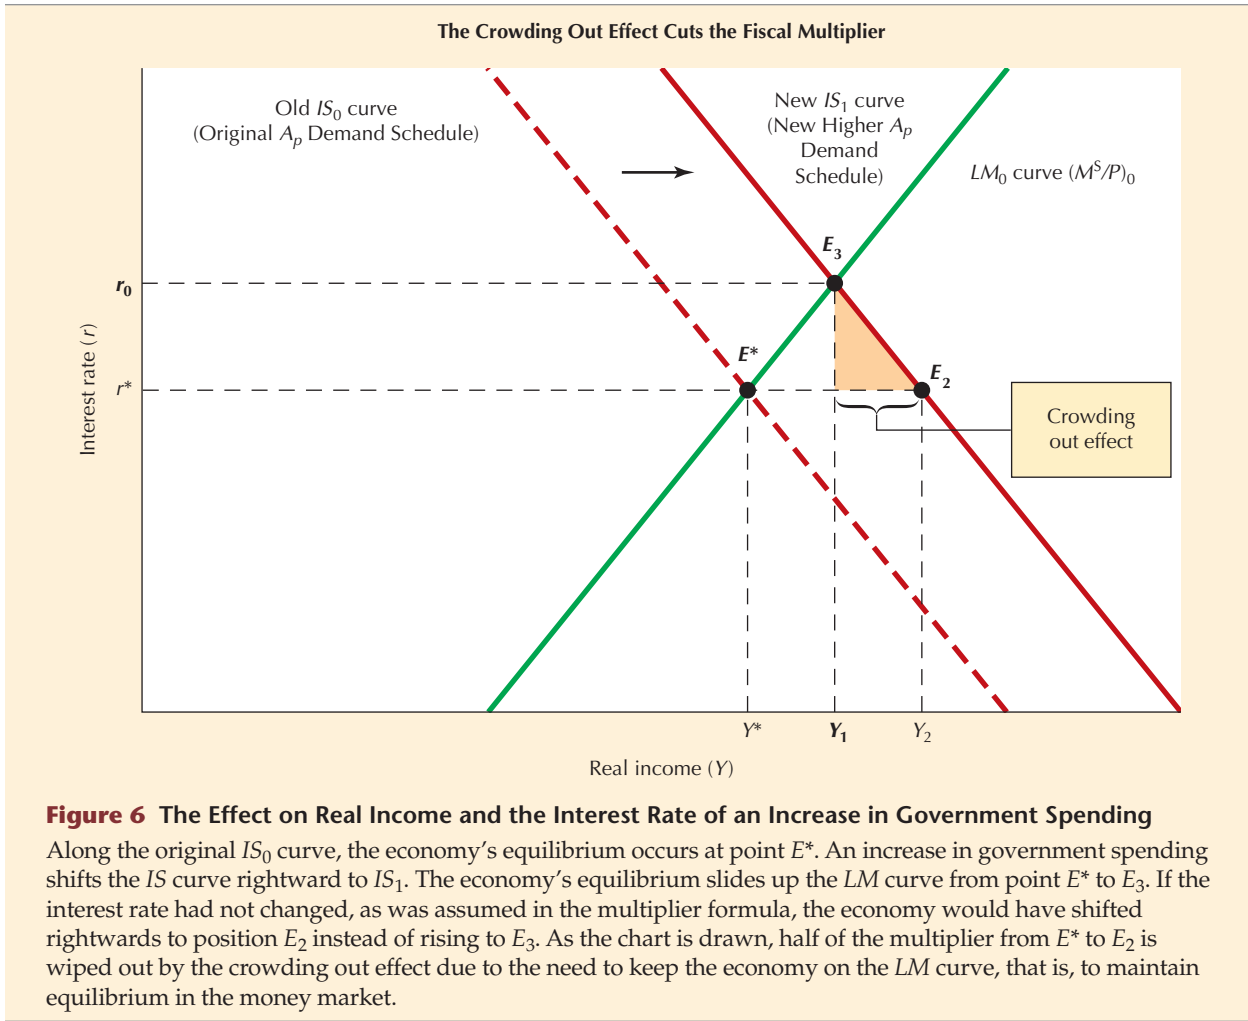 The Crowding Out Effect Cuts the Fiscal Multiplier
Old IS₀ curve
(Original Aₚ Demand Schedule)
New IS₁ curve
(New Higher Aₚ
Demand
Schedule)
LM₀ curve (Mˢ/P)₀
E₃
r₀
E*
r*
E₂
Crowding
out effect
Interest rate (r)
Y*
Y₁
Y₂
Real income (Y)
Figure 6 The Effect on Real Income and the Interest Rate of an Increase in Government Spending
Along the original IS₀ curve, the economy's equilibrium occurs at point E*. An increase in government spending
shifts the IS curve rightward to IS₁. The economy's equilibrium slides up the LM curve from point E* to E₃. If the
interest rate had not changed, as was assumed in the multiplier formula, the economy would have shifted
rightwards to position E₂ instead of rising to E₃. As the chart is drawn, half of the multiplier from E* to E₂ is
wiped out by the crowding out effect due to the need to keep the economy on the LM curve, that is, to maintain
equilibrium in the money market.